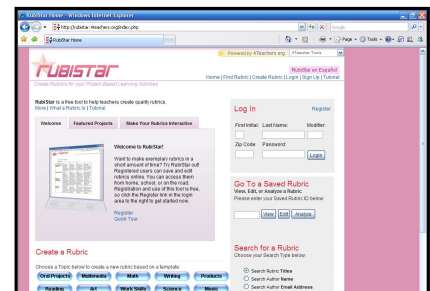 RubiStar Home - Windows Internet Explorer
http://rubistar.4teachers.org/index.php
Google
RubiStar Home
Page
Tools
Powered by 4Teachers.org
4Teacher Tools
RUBISTAR
Create Rubrics for your Project-Based Learning Activities
RubiStar en Español
Home | Find Rubric | Create Rubric | Login | Sign Up | Tutorial
RubiStar is a free tool to help teachers create quality rubrics.
New | What a Rubric Is | Tutorial
Welcome
Featured Projects
Make Your Rubrics Interactive
Welcome to RubiStar!
Want to make exemplary rubrics in a
short amount of time? Try RubiStar out!
Registered users can save and edit
rubrics online. You can access them
from home, school, or on the road.
Registration and use of this tool is free,
so click the Register link in the login
area to the right to get started now.
Register
Quick Tour
Log In
Register
First Initial: Last Name: Modifier:
Zip Code: Password:
Login
Go To a Saved Rubric
View, Edit, or Analyze a Rubric
Please enter your Saved Rubric ID below.
View Edit Analyze
Search for a Rubric
Choose your Search Type below:
Search Rubric Titles
Search Author Name
Search Author Email Address
Create a Rubric
Choose a Topic below to create a new rubric based on a template:
Oral Projects Multimedia Math Writing Products
Reading Art Work Skills Science Music